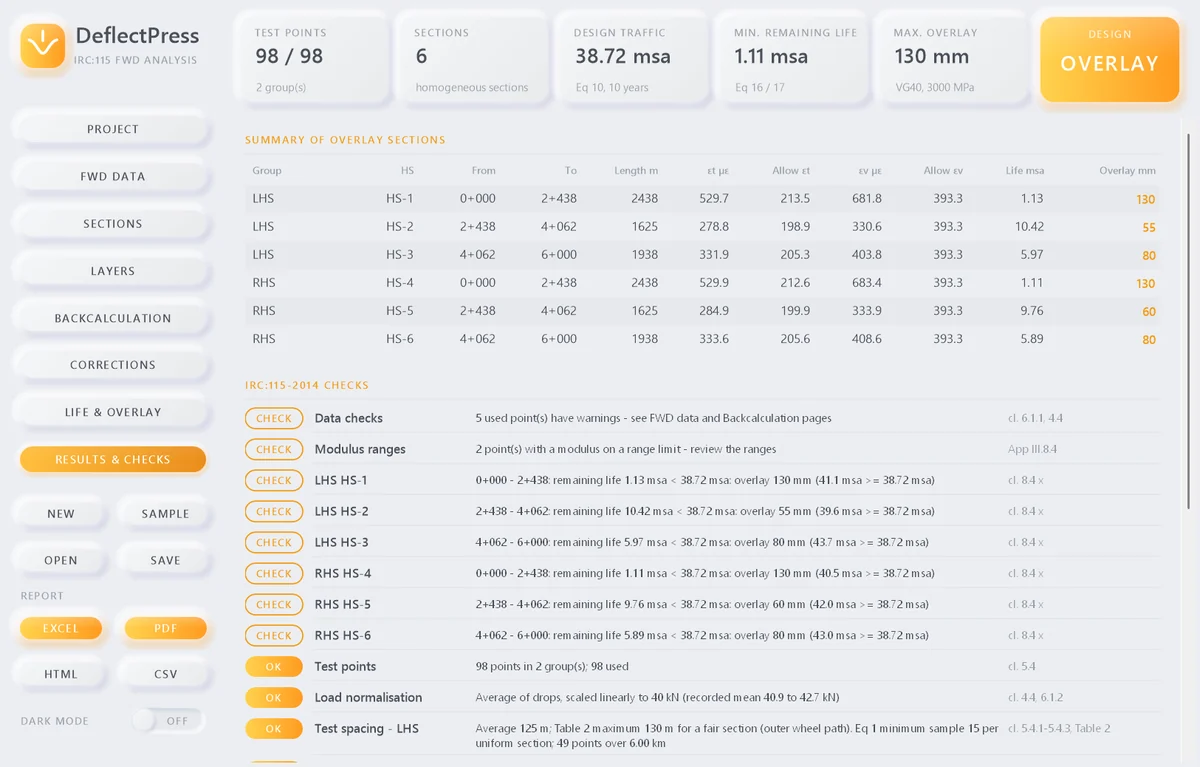 DeflectPress
IRC:115 FWD ANALYSIS
TEST POINTS
98 / 98
2 group(s)
SECTIONS
6
homogeneous sections
DESIGN TRAFFIC
38.72 msa
Eq 10, 10 years
MIN. REMAINING LIFE
1.11 msa
Eq 16 / 17
MAX. OVERLAY
130 mm
VG40, 3000 MPa
DESIGN
OVERLAY
PROJECT
FWD DATA
SECTIONS
LAYERS
BACKCALCULATION
CORRECTIONS
LIFE & OVERLAY
RESULTS & CHECKS
NEW SAMPLE
OPEN SAVE
REPORT
EXCEL PDF
HTML CSV
DARK MODE OFF
SUMMARY OF OVERLAY SECTIONS
Group HS From To Length m εt µε Allow εt εv µε Allow εv Life msa Overlay mm
LHS HS-1 0+000 2+438 2438 529.7 213.5 681.8 393.3 1.13 130
LHS HS-2 2+438 4+062 1625 278.8 198.9 330.6 393.3 10.42 55
LHS HS-3 4+062 6+000 1938 331.9 205.3 403.8 393.3 5.97 80
RHS HS-4 0+000 2+438 2438 529.9 212.6 683.4 393.3 1.11 130
RHS HS-5 2+438 4+062 1625 284.9 199.9 333.9 393.3 9.76 60
RHS HS-6 4+062 6+000 1938 333.6 205.6 408.6 393.3 5.89 80
IRC:115-2014 CHECKS
CHECK Data checks 5 used point(s) have warnings - see FWD data and Backcalculation pages cl. 6.1.1, 4.4
CHECK Modulus ranges 2 point(s) with a modulus on a range limit - review the ranges App III.8.4
CHECK LHS HS-1 0+000 - 2+438: remaining life 1.13 msa < 38.72 msa: overlay 130 mm (41.1 msa >= 38.72 msa) cl. 8.4 x
CHECK LHS HS-2 2+438 - 4+062: remaining life 10.42 msa < 38.72 msa: overlay 55 mm (39.6 msa >= 38.72 msa) cl. 8.4 x
CHECK LHS HS-3 4+062 - 6+000: remaining life 5.97 msa < 38.72 msa: overlay 80 mm (43.7 msa >= 38.72 msa) cl. 8.4 x
CHECK RHS HS-4 0+000 - 2+438: remaining life 1.11 msa < 38.72 msa: overlay 130 mm (40.5 msa >= 38.72 msa) cl. 8.4 x
CHECK RHS HS-5 2+438 - 4+062: remaining life 9.76 msa < 38.72 msa: overlay 60 mm (42.0 msa >= 38.72 msa) cl. 8.4 x
CHECK RHS HS-6 4+062 - 6+000: remaining life 5.89 msa < 38.72 msa: overlay 80 mm (43.0 msa >= 38.72 msa) cl. 8.4 x
OK Test points 98 points in 2 group(s); 98 used cl. 5.4
OK Load normalisation Average of drops, scaled linearly to 40 kN (recorded mean 40.9 to 42.7 kN) cl. 4.4, 6.1.2
OK Test spacing - LHS Average 125 m; Table 2 maximum 130 m for a fair section (outer wheel path). Eq 1 minimum sample 15 per cl. 5.4.1-5.4.3, Table 2
uniform section; 49 points over 6.00 km